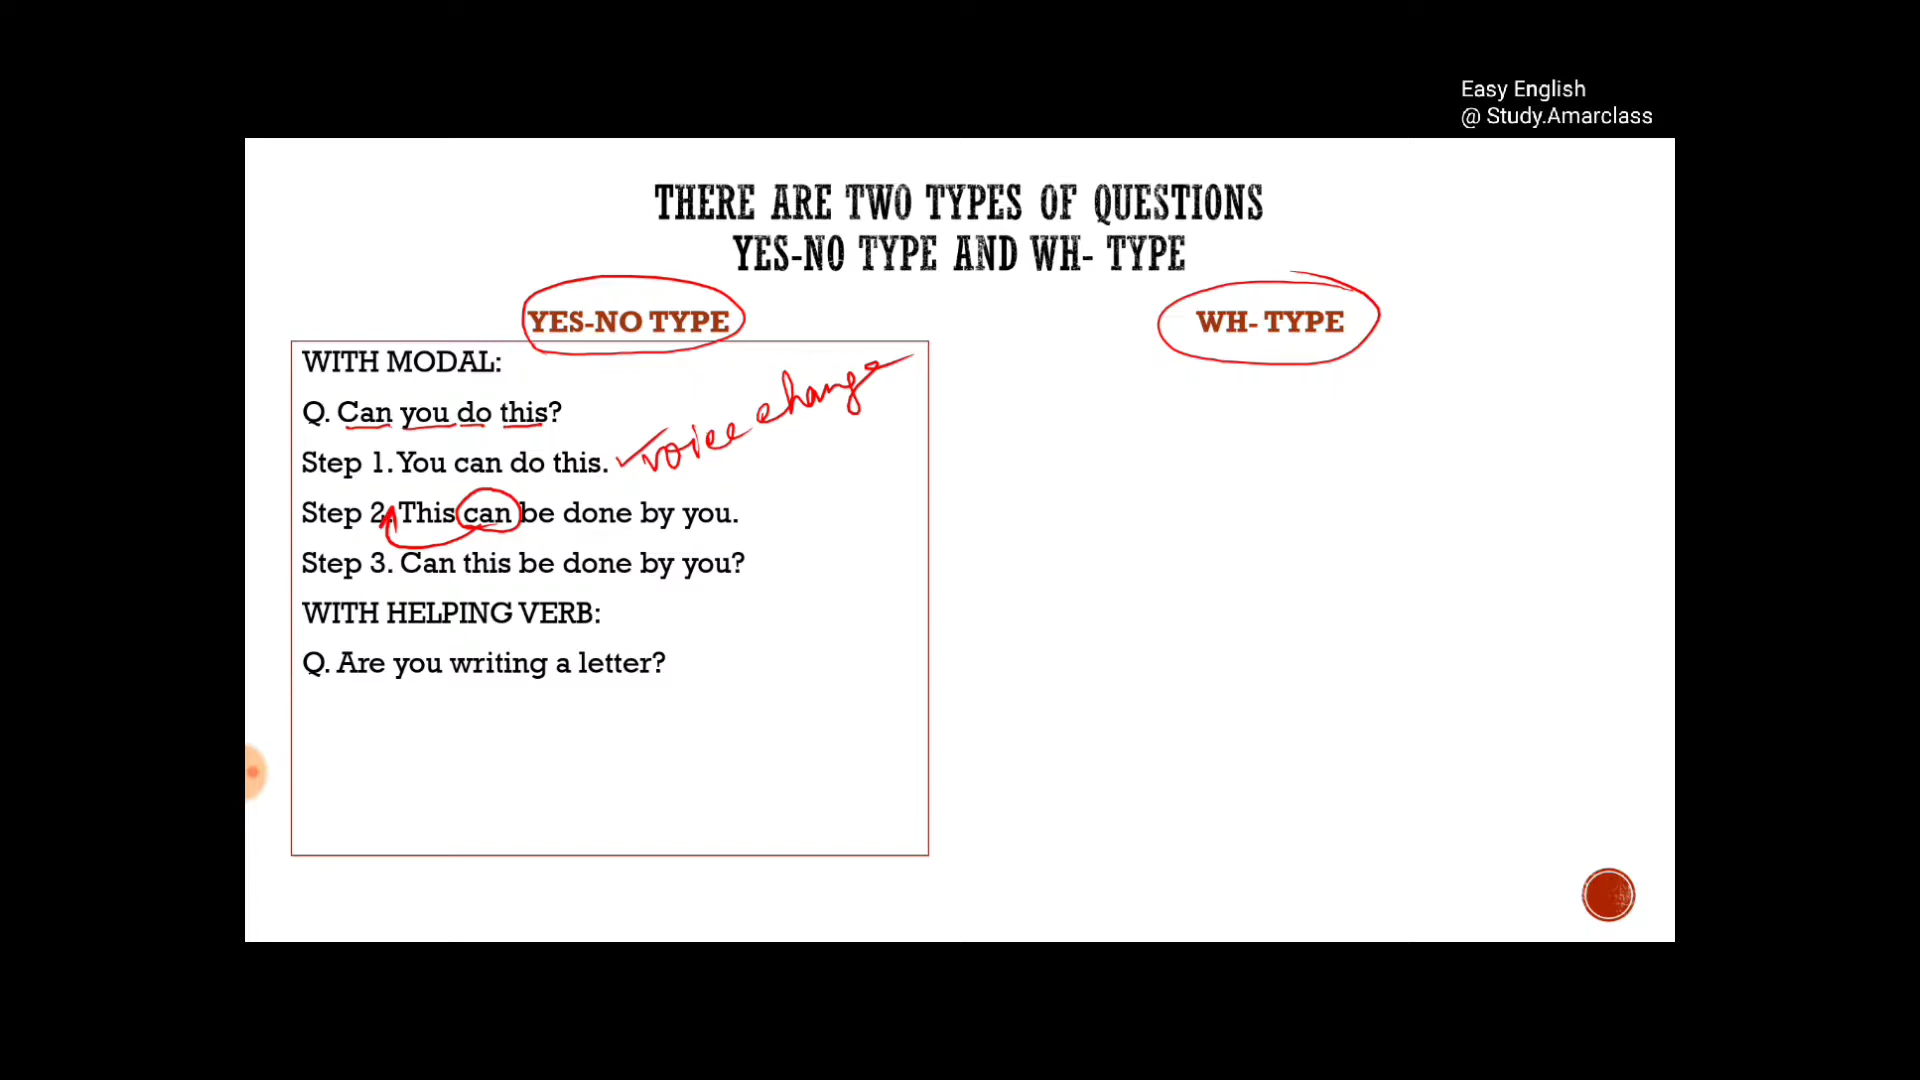 Easy English
@ Study.Amarclass
THERE ARE TWO TYPES OF QUESTIONS
YES-NO TYPE AND WH- TYPE
YES-NO TYPE
WH- TYPE
WITH MODAL:
Q. Can you do this?
voice change
Step 1. You can do this.
Step 2. This can be done by you.
Step 3. Can this be done by you?
WITH HELPING VERB:
Q. Are you writing a letter?